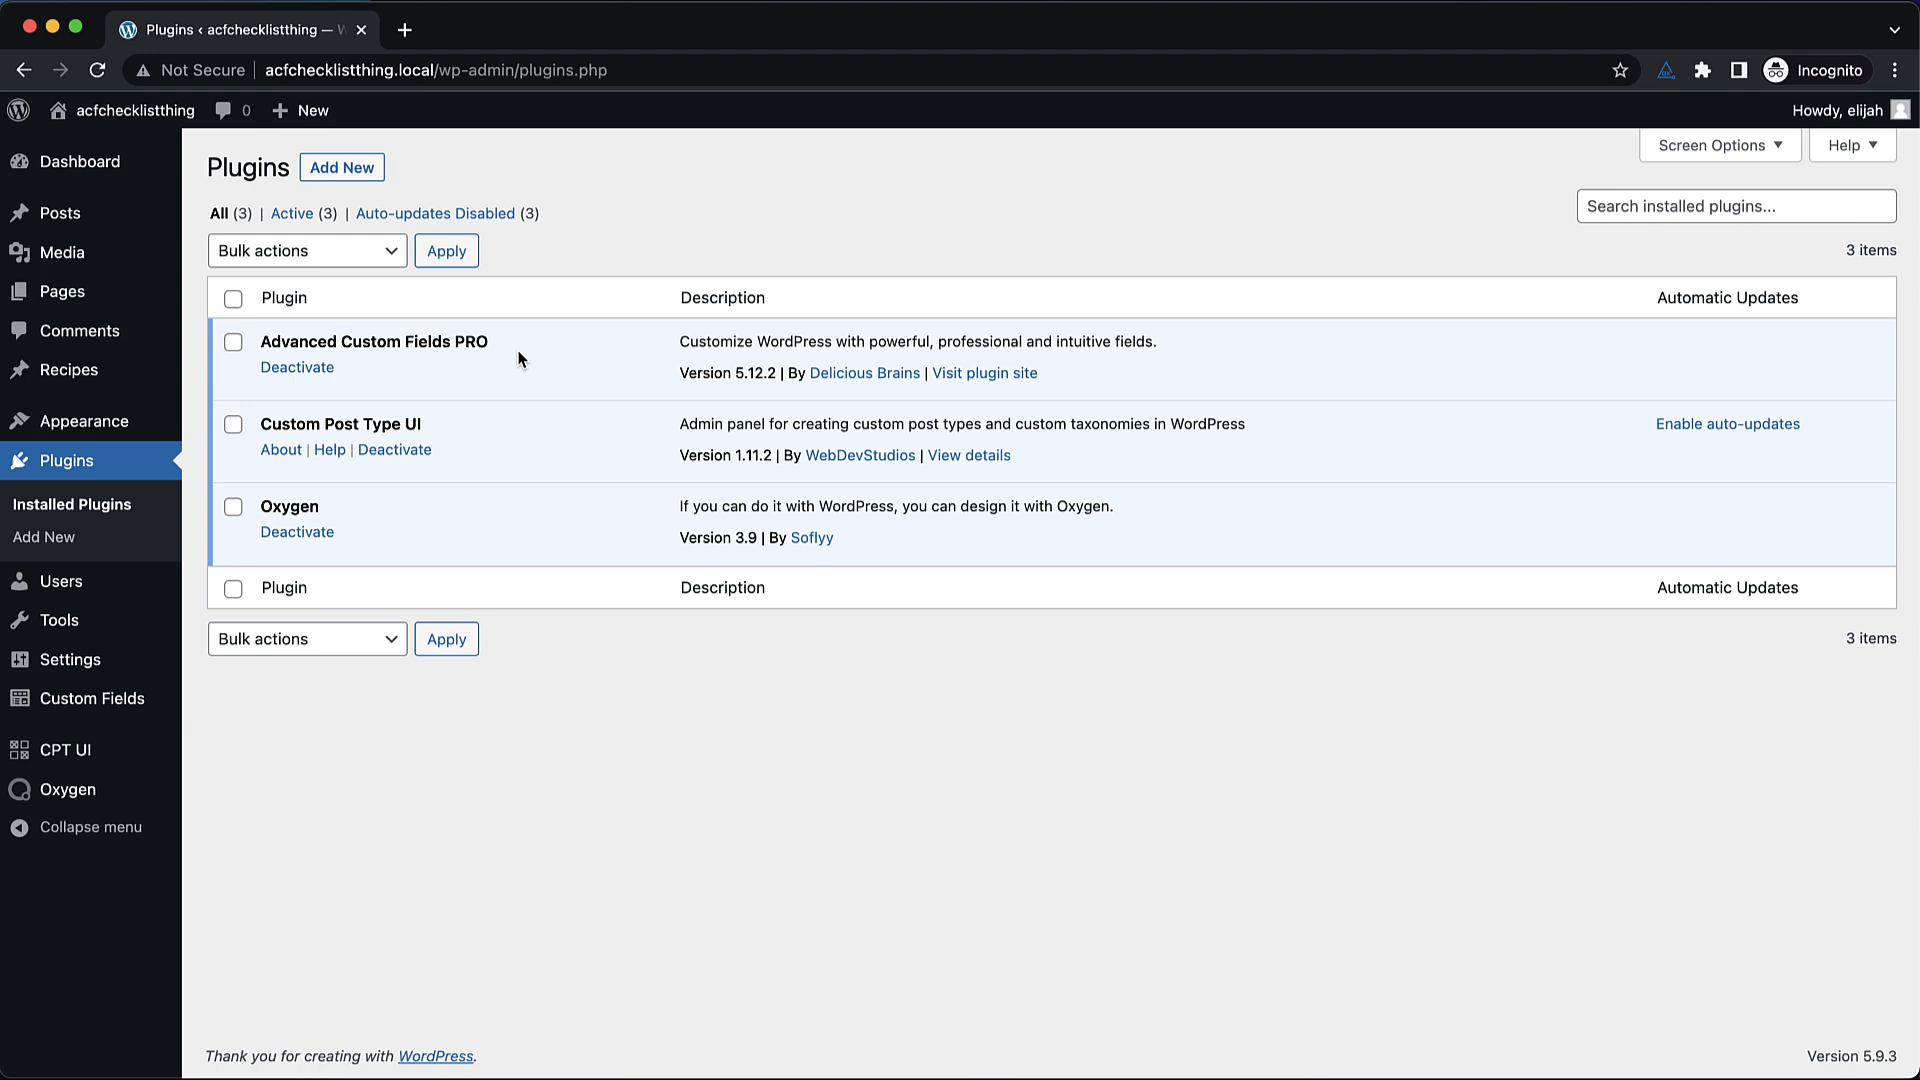 Plugins ‹ acfchecklistthing — W
Not Secure
acfchecklistthing.local/wp-admin/plugins.php
Incognito
acfchecklistthing
0
New
Howdy, elijah
Dashboard
Posts
Media
Pages
Comments
Recipes
Appearance
Plugins
Installed Plugins
Add New
Users
Tools
Settings
Custom Fields
CPT UI
Oxygen
Collapse menu
Screen Options ▼
Help ▼
Plugins
Add New
All (3) | Active (3) | Auto-updates Disabled (3)
Search installed plugins...
Bulk actions
Apply
3 items
Plugin
Description
Automatic Updates
Advanced Custom Fields PRO
Deactivate
Customize WordPress with powerful, professional and intuitive fields.
Version 5.12.2 | By Delicious Brains | Visit plugin site
Custom Post Type UI
About | Help | Deactivate
Admin panel for creating custom post types and custom taxonomies in WordPress
Version 1.11.2 | By WebDevStudios | View details
Enable auto-updates
Oxygen
Deactivate
If you can do it with WordPress, you can design it with Oxygen.
Version 3.9 | By Soflyy
Plugin
Description
Automatic Updates
Bulk actions
Apply
3 items
Thank you for creating with WordPress.
Version 5.9.3